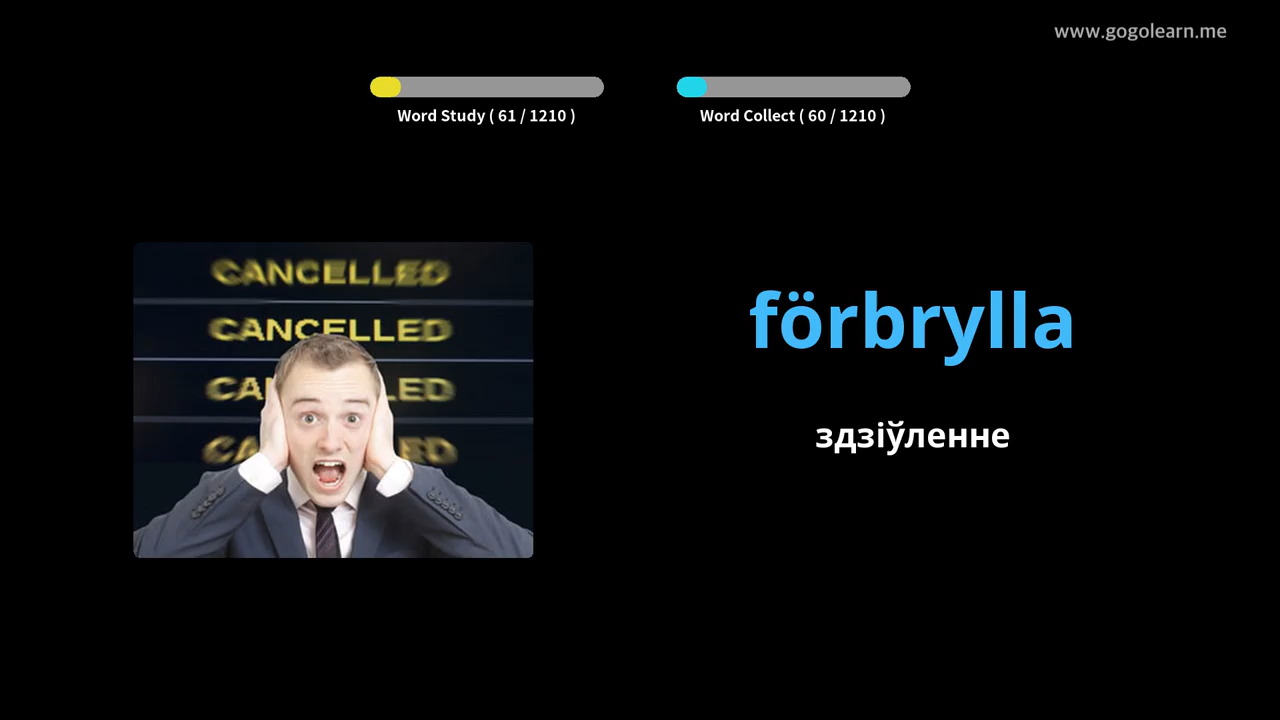 www.gogolearn.me
Word Study ( 61 / 1210 )
Word Collect ( 60 / 1210 )
CANCELLED
CANCELLED
förbrylla
здзіўленне